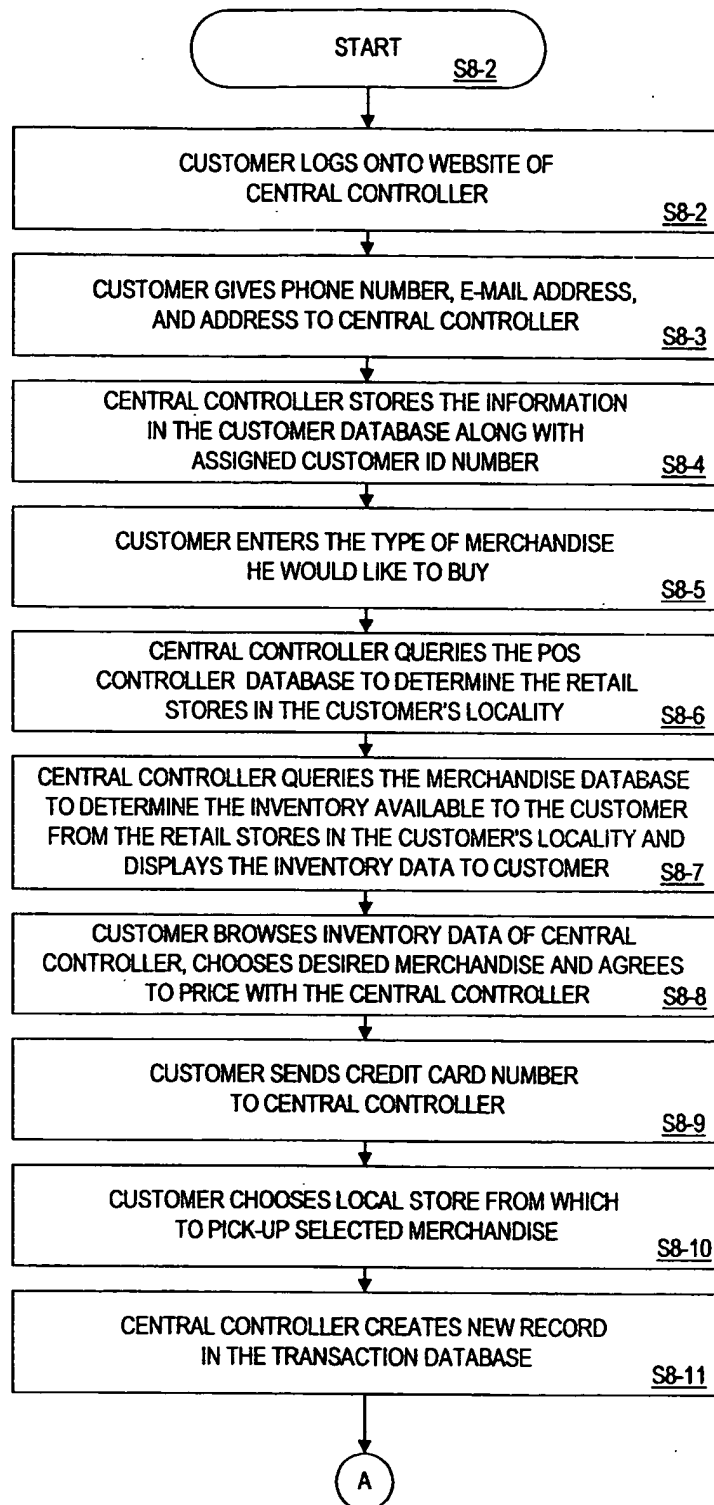 START
S8-2
CUSTOMER LOGS ONTO WEBSITE OF
CENTRAL CONTROLLER
S8-2
CUSTOMER GIVES PHONE NUMBER, E-MAIL ADDRESS,
AND ADDRESS TO CENTRAL CONTROLLER
S8-3
CENTRAL CONTROLLER STORES THE INFORMATION
IN THE CUSTOMER DATABASE ALONG WITH
ASSIGNED CUSTOMER ID NUMBER
S8-4
CUSTOMER ENTERS THE TYPE OF MERCHANDISE
HE WOULD LIKE TO BUY
S8-5
CENTRAL CONTROLLER QUERIES THE POS
CONTROLLER DATABASE TO DETERMINE THE RETAIL
STORES IN THE CUSTOMER'S LOCALITY
S8-6
CENTRAL CONTROLLER QUERIES THE MERCHANDISE DATABASE
TO DETERMINE THE INVENTORY AVAILABLE TO THE CUSTOMER
FROM THE RETAIL STORES IN THE CUSTOMER'S LOCALITY AND
DISPLAYS THE INVENTORY DATA TO CUSTOMER
S8-7
CUSTOMER BROWSES INVENTORY DATA OF CENTRAL
CONTROLLER, CHOOSES DESIRED MERCHANDISE AND AGREES
TO PRICE WITH THE CENTRAL CONTROLLER
S8-8
CUSTOMER SENDS CREDIT CARD NUMBER
TO CENTRAL CONTROLLER
S8-9
CUSTOMER CHOOSES LOCAL STORE FROM WHICH
TO PICK-UP SELECTED MERCHANDISE
S8-10
CENTRAL CONTROLLER CREATES NEW RECORD
IN THE TRANSACTION DATABASE
S8-11
A